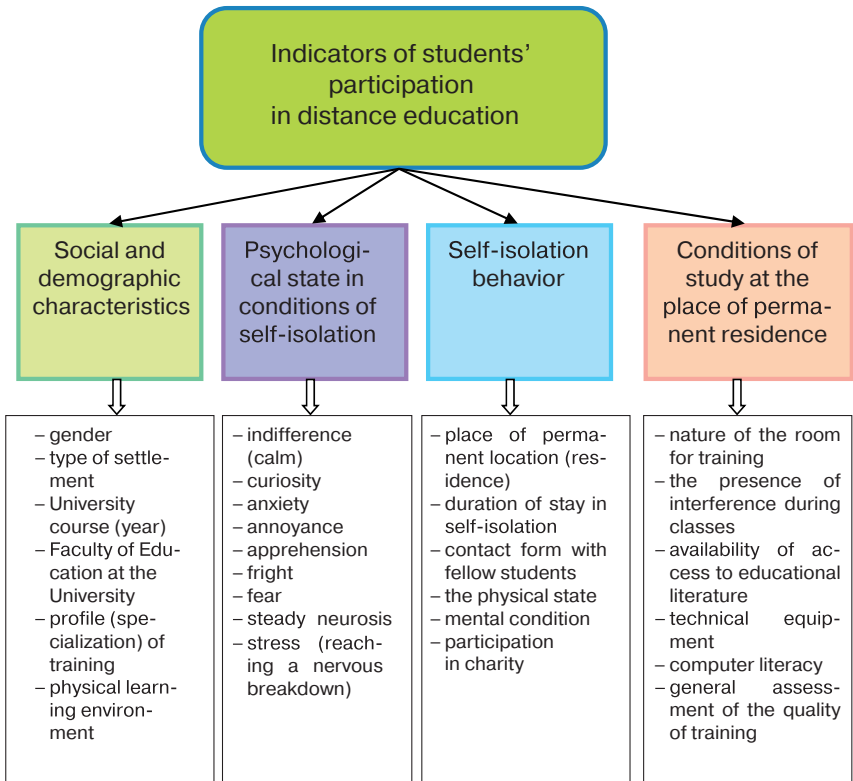 Indicators of students’
participation
in distance education
Social and
demographic
characteristics
Psychologi-
cal state in
conditions of
self-isolation
Self-isolation
behavior
Conditions of
study at the
place of perma-
nent residence
– gender
– type of settle-
ment
– University
course (year)
– Faculty of Edu-
cation at the
University
– profile (spe-
cialization) of
training
– physical learn-
ing environ-
ment
– indifference
(calm)
– curiosity
– anxiety
– annoyance
– apprehension
– fright
– fear
– steady neurosis
– stress (reach-
ing a nervous
breakdown)
– place of perma-
nent location (res-
idence)
– duration of stay in
self-isolation
– contact form with
fellow students
– the physical state
– mental condition
– participation
in charity
– nature of the room
for training
– the presence of
interference during
classes
– availability of ac-
cess to educational
literature
– technical equip-
ment
– computer literacy
– general assess-
ment of the quality
of training